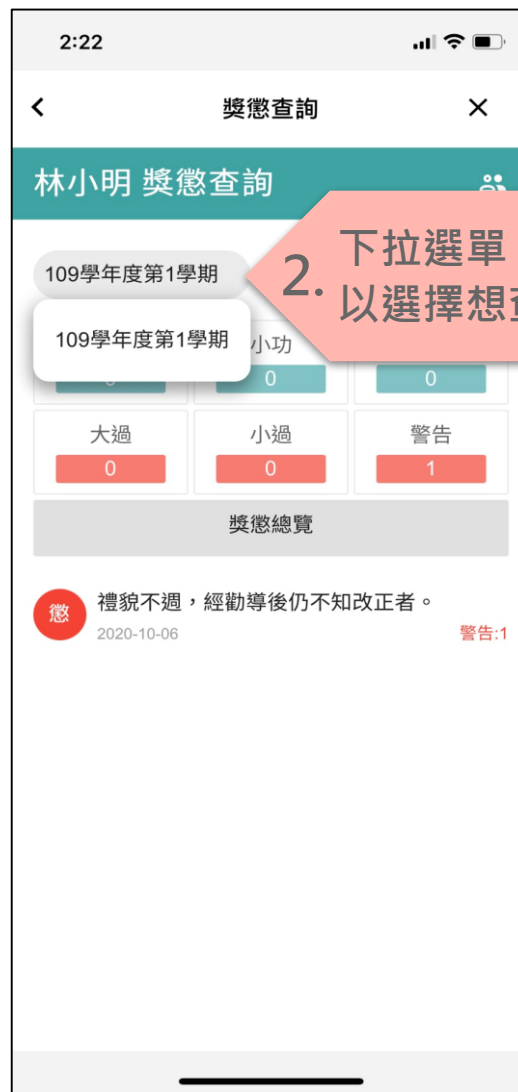 2:22
獎懲查詢
林小明 獎懲查詢
109學年度第1學期
2. 下拉選單
以選擇想查
109學年度第1學期
小功
0
0
0
大過
小過
警告
0
0
1
獎懲總覽
懲
禮貌不週，經勸導後仍不知改正者。
2020-10-06
警告:1